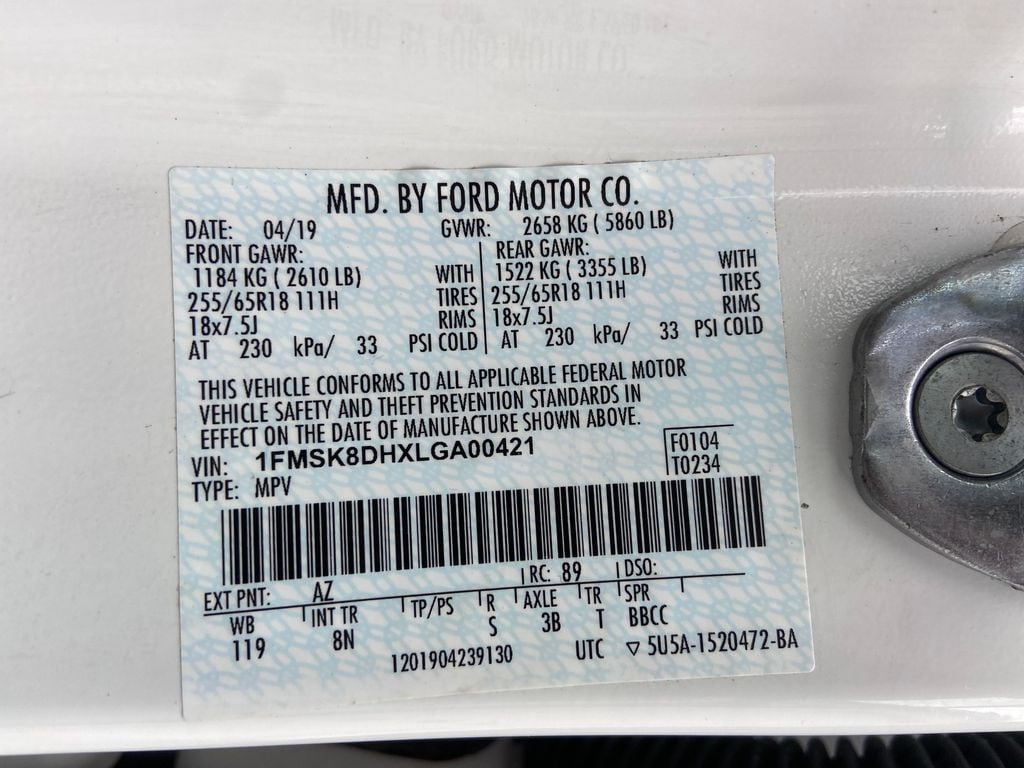 MFD. BY FORD MOTOR CO.
DATE: 04/19 GVWR: 2658 KG ( 5860 LB)
FRONT GAWR: REAR GAWR:
1184 KG ( 2610 LB) WITH 1522 KG ( 3355 LB) WITH
255/65R18 111H TIRES 255/65R18 111H TIRES
18x7.5J RIMS 18x7.5J RIMS
AT 230 kPa/ 33 PSI COLD AT 230 kPa/ 33 PSI COLD
THIS VEHICLE CONFORMS TO ALL APPLICABLE FEDERAL MOTOR
VEHICLE SAFETY AND THEFT PREVENTION STANDARDS IN
EFFECT ON THE DATE OF MANUFACTURE SHOWN ABOVE.
VIN: 1FMSK8DHXLGA00421 F0104
TYPE: MPV T0234
EXT PNT: AZ RC: 89 DSO:
WB INT TR TP/PS R AXLE TR SPR
119 8N S 3B T BBCC
1201904239130 UTC ▽ 5U5A-1520472-BA